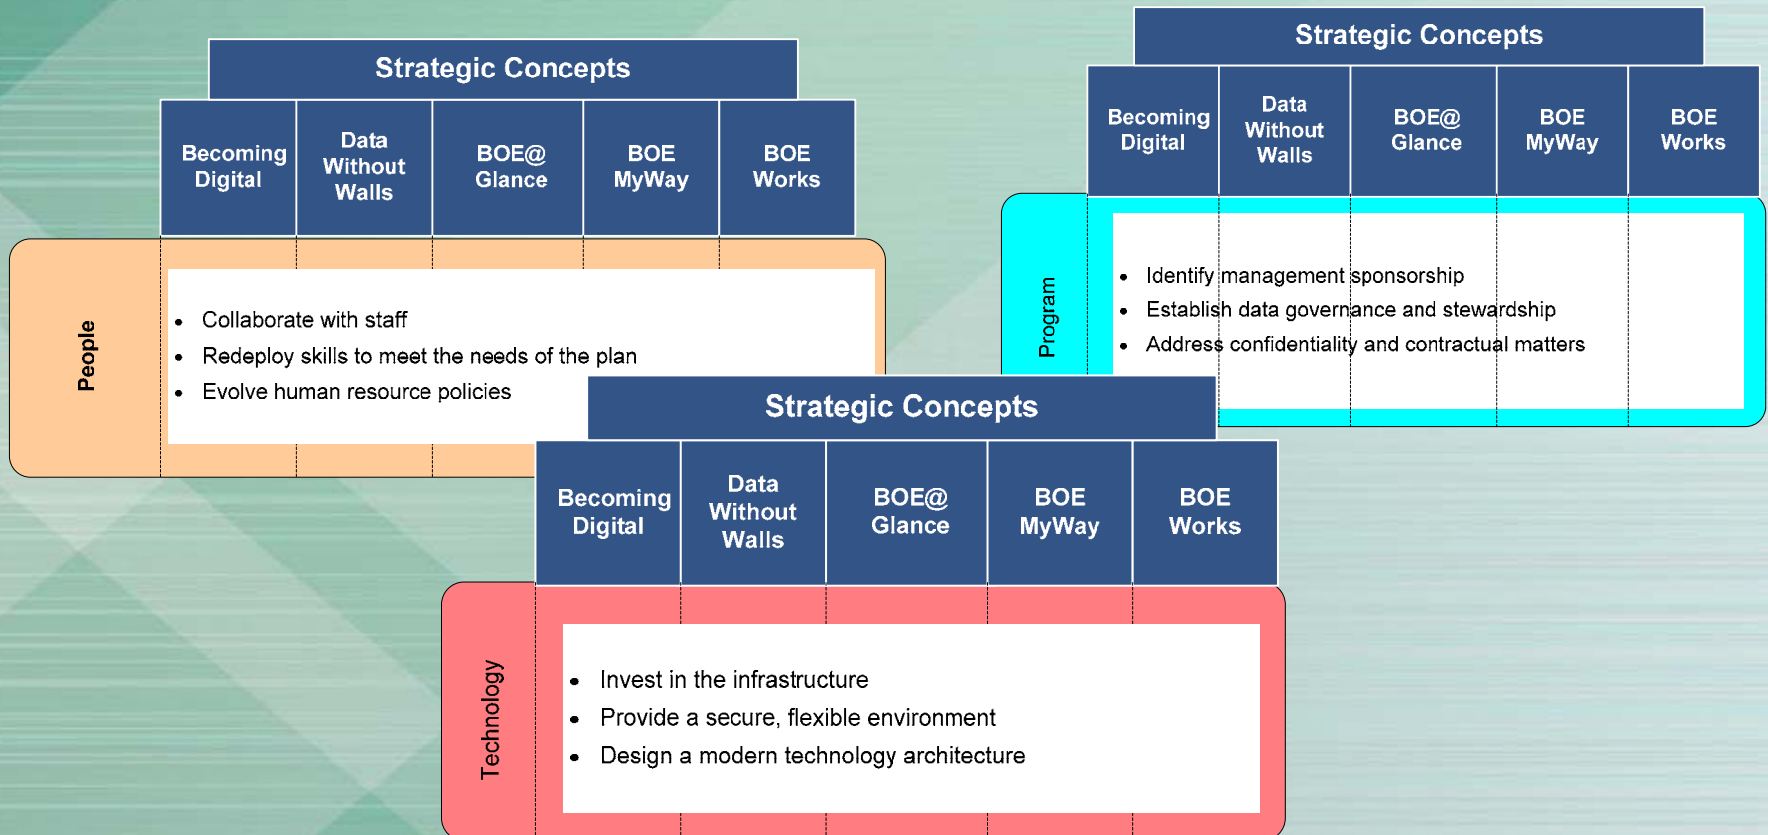 Strategic Concepts
Becoming
Digital
Data
Without
Walls
BOE@
Glance
BOE
MyWay
BOE
Works
People
• Collaborate with staff
• Redeploy skills to meet the needs of the plan
• Evolve human resource policies
Strategic Concepts
Becoming
Digital
Data
Without
Walls
BOE@
Glance
BOE
MyWay
BOE
Works
Program
• Identify management sponsorship
• Establish data governance and stewardship
• Address confidentiality and contractual matters
Strategic Concepts
Becoming
Digital
Data
Without
Walls
BOE@
Glance
BOE
MyWay
BOE
Works
Technology
• Invest in the infrastructure
• Provide a secure, flexible environment
• Design a modern technology architecture